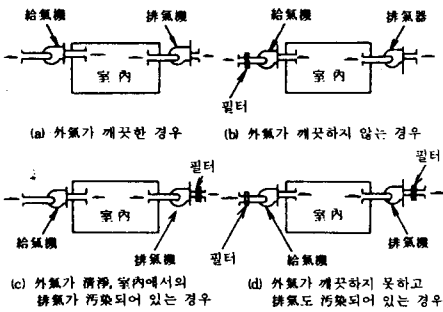 給氣機
排氣機
室內
(a) 外氣가 깨끗한 경우
給氣機
排氣器
室內
필터
(b) 外氣가 깨끗하지 않는 경우
필터
室內
給氣機
排氣機
(c) 外氣가 清淨, 室內에서의
排氣가 汚染되어 있는 경우
필터
室內
給氣機
排氣機
필터
(d) 外氣가 깨끗하지 못하고
排氣도 汚染되어 있는 경우